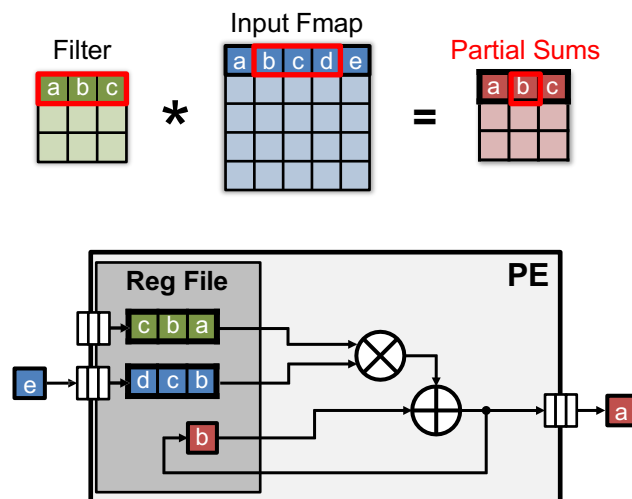 Filter
Input Fmap
Partial Sums
a b c
a b c d e
a b c
*
=
PE
Reg File
c b a
d c b
e
b
a